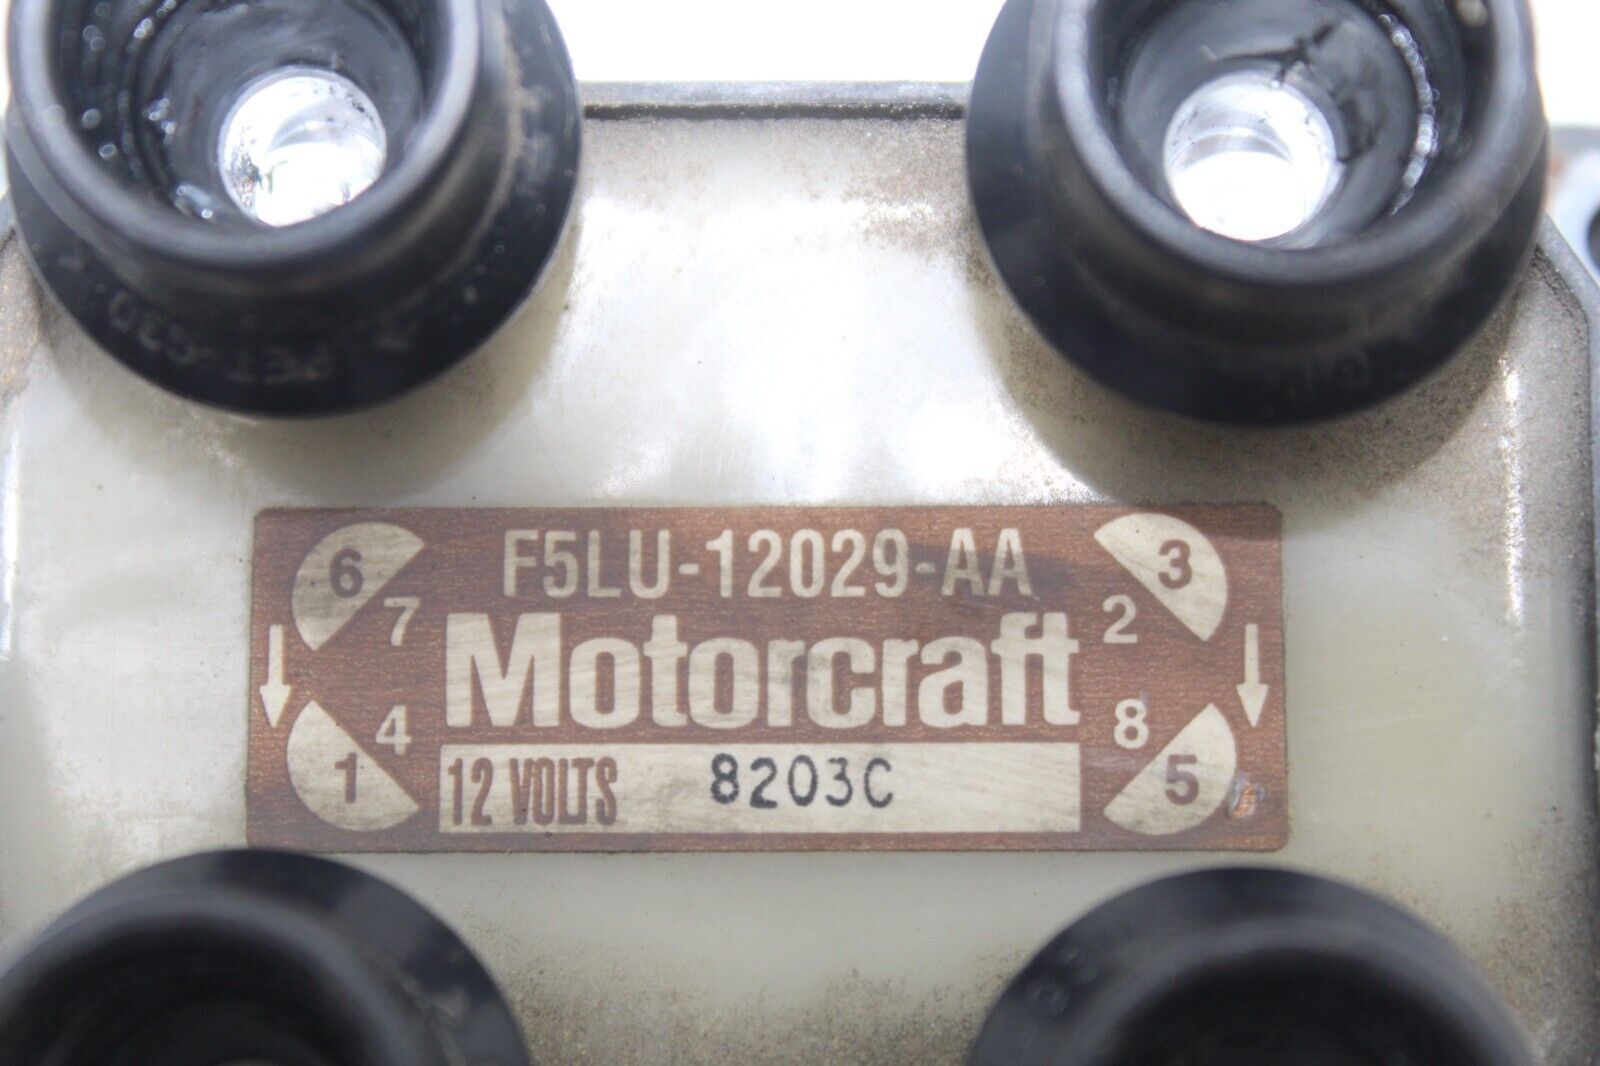 6 F5LU-12029-AA 3
7 Motorcraft 2
4 8
1 12 VOLTS 8203C 5